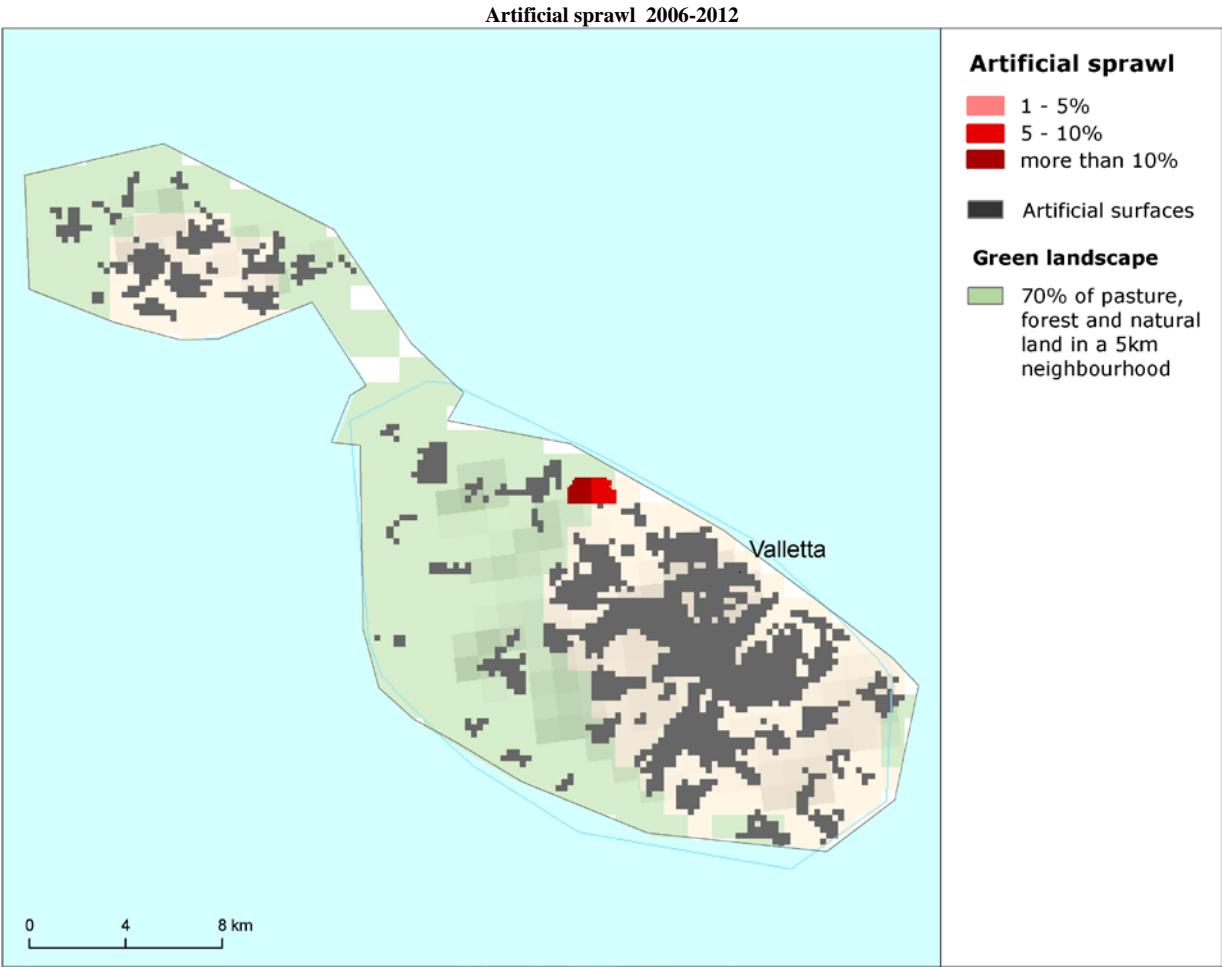 Artificial sprawl 2006-2012
Artificial sprawl
1 - 5%
5 - 10%
more than 10%
Artificial surfaces
Green landscape
70% of pasture,
forest and natural
land in a 5km
neighbourhood
Valletta
0 4 8 km